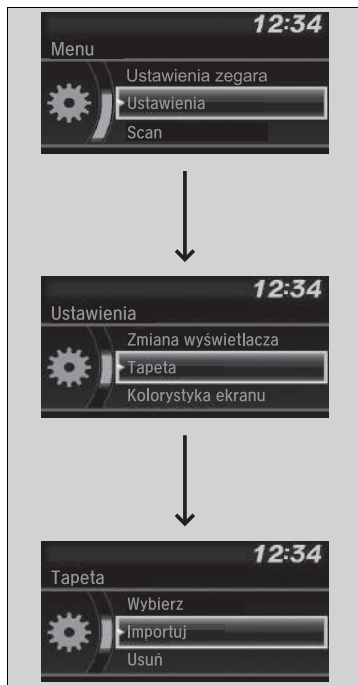 12:34
Menu
Ustawienia zegara
Ustawienia
Scan
12:34
Ustawienia
Zmiana wyświetlacza
Tapeta
Kolorystyka ekranu
12:34
Tapeta
Wybierz
Importuj
Usuń